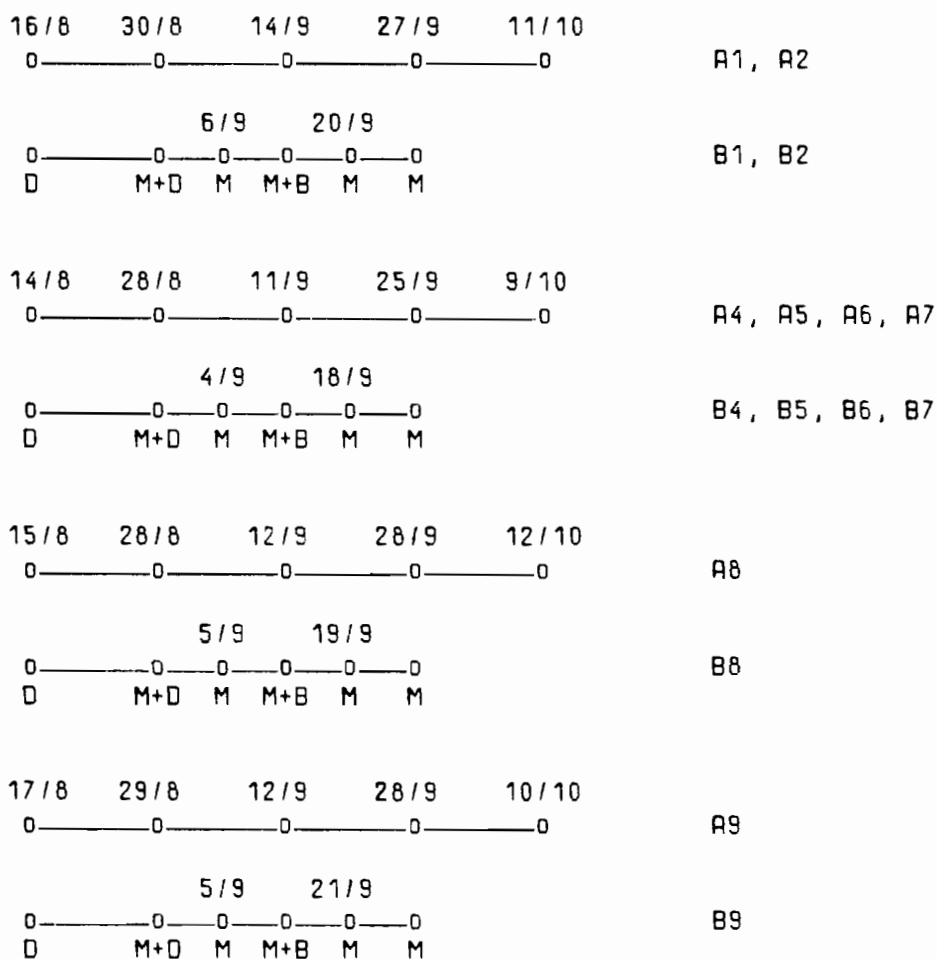 16/8 30/8 14/9 27/9 11/10
A1, A2
6/9 20/9
B1, B2
D M+D M M+B M M
14/8 28/8 11/9 25/9 9/10
A4, A5, A6, A7
4/9 18/9
B4, B5, B6, B7
D M+D M M+B M M
15/8 28/8 12/9 28/9 12/10
A8
5/9 19/9
B8
D M+D M M+B M M
17/8 29/8 12/9 28/9 10/10
A9
5/9 21/9
B9
D M+D M M+B M M